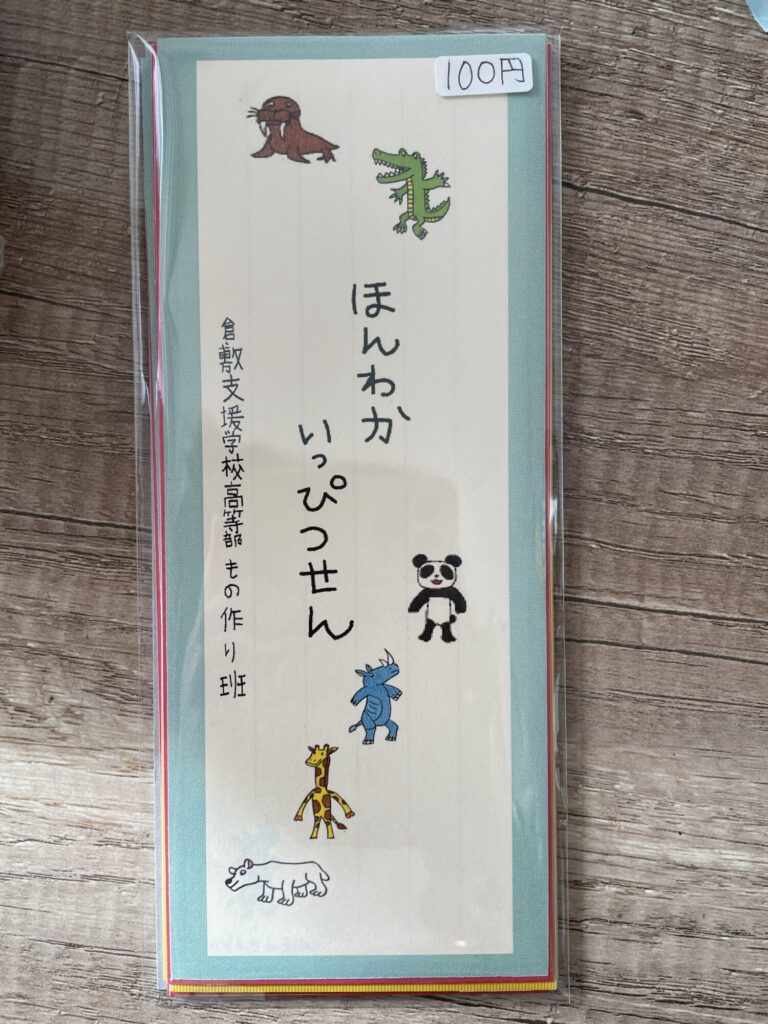 100円
ほんわか
いっぴつせん
倉敷支援学校高等部 もの作り班